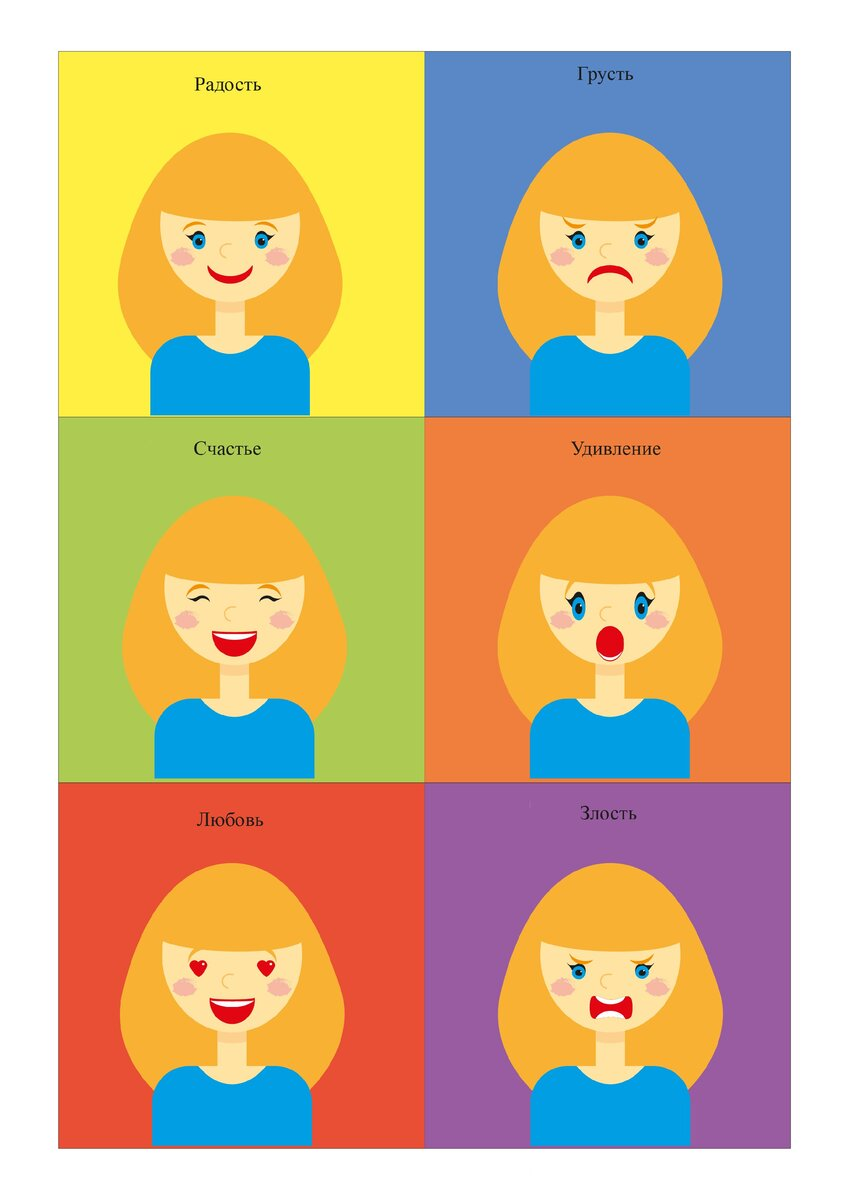 Радость
Грусть
Счастье
Удивление
Любовь
Злость